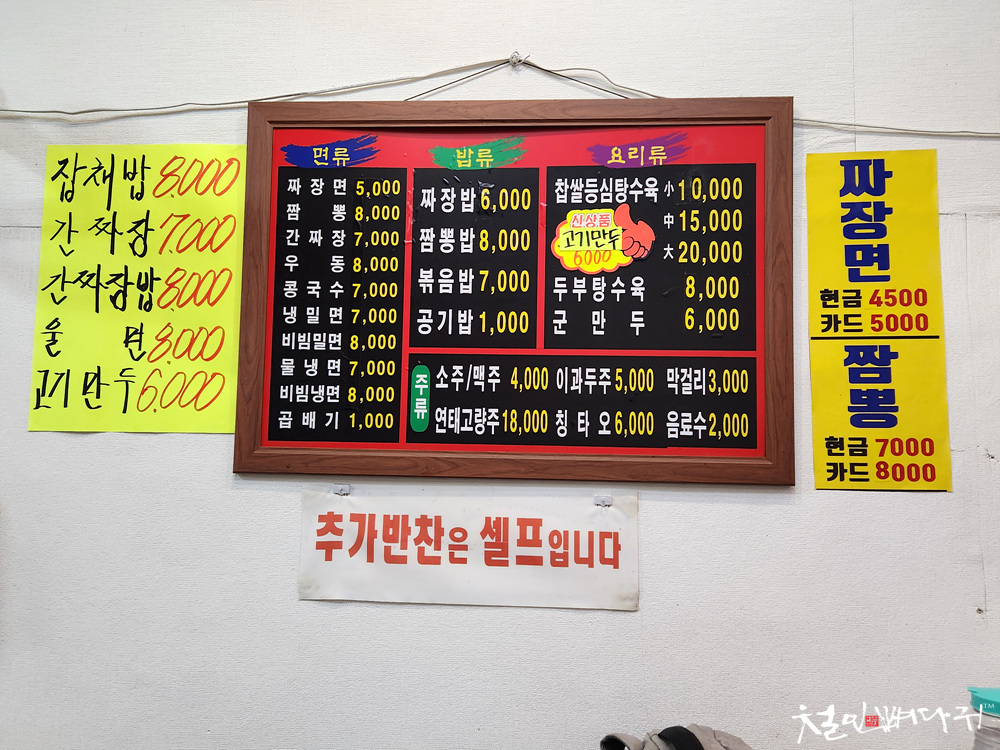 잡채밥 8.000
간짜장 7.000
간짜장밥 8.000
울면 8.000
고기만두 6.000
면류
짜장면 5,000
짬뽕 8,000
간짜장 7,000
우동 8,000
콩국수 7,000
냉밀면 7,000
비빔밀면 8,000
물냉면 7,000
비빔냉면 8,000
곱배기 1,000
밥류
짜장밥 6,000
짬뽕밥 8,000
볶음밥 7,000
공기밥 1,000
요리류
찹쌀등심탕수육 小 10,000
中 15,000
大 20,000
신상품
고기만두
6000
두부탕수육 8,000
군만두 6,000
주류
소주/맥주 4,000 이과두주 5,000 막걸리 3,000
연태고량주 18,000 칭타오 6,000 음료수 2,000
짜장면
현금 4500
카드 5000
짬뽕
현금 7000
카드 8000
추가반찬은 셀프입니다
철인뼈다귀™